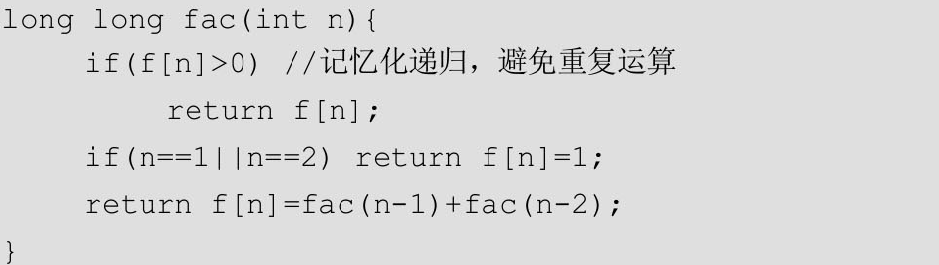 long long fac(int n){
if(f[n]>0) //记忆化递归，避免重复运算
return f[n];
if(n==1||n==2) return f[n]=1;
return f[n]=fac(n-1)+fac(n-2);
}